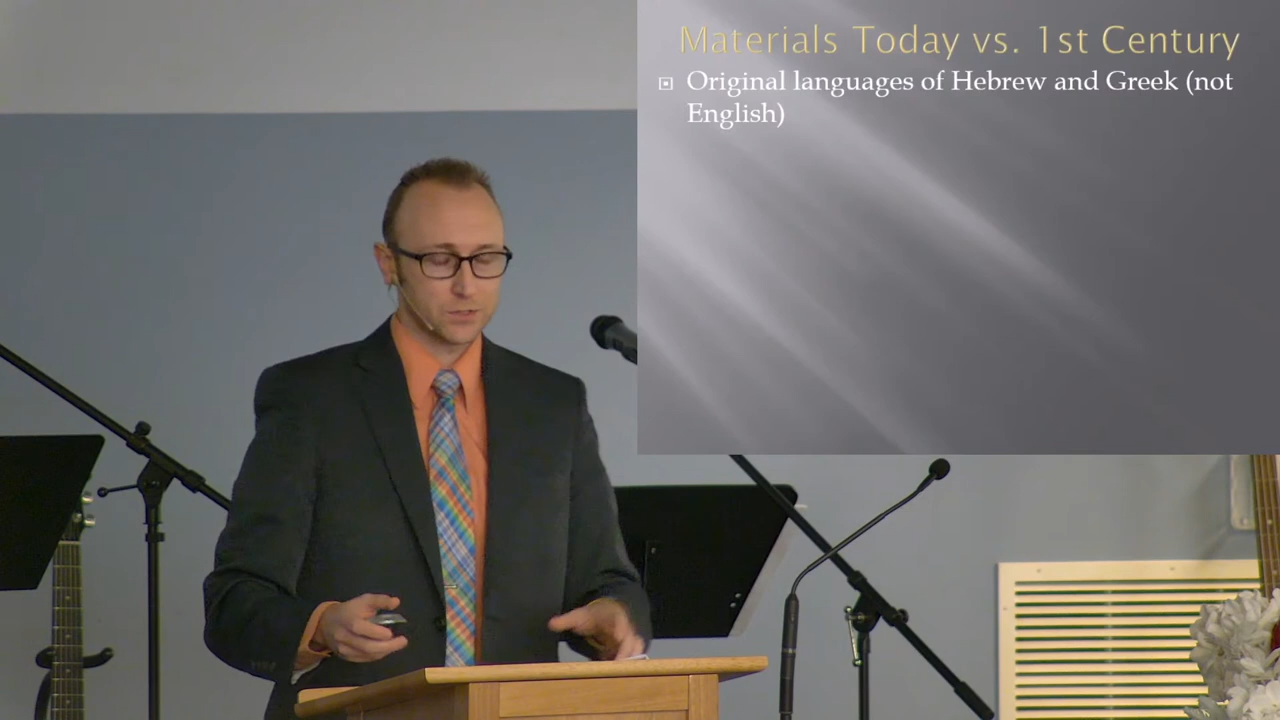 Materials Today vs. 1st Century
Original languages of Hebrew and Greek (not
English)